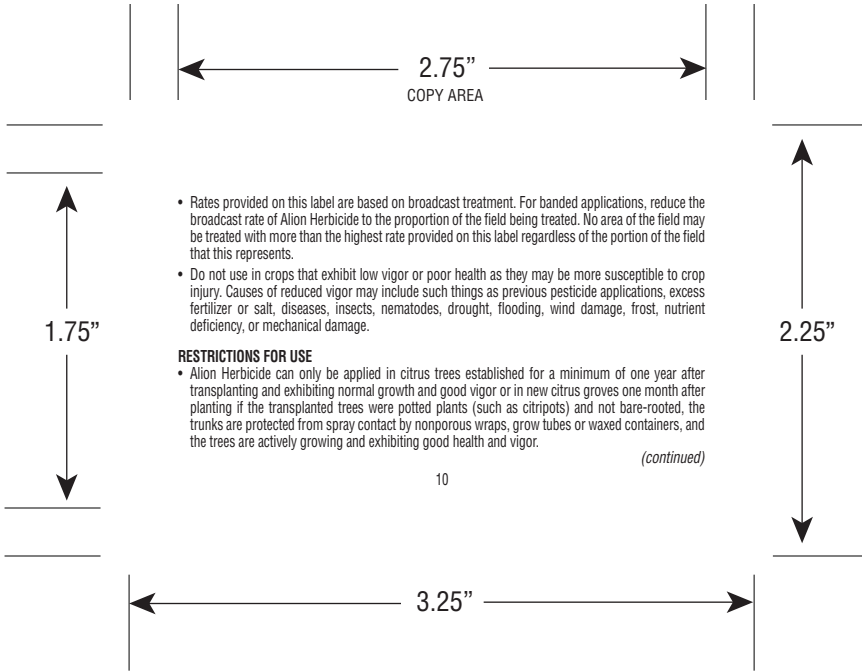 2.75”
COPY AREA
• Rates provided on this label are based on broadcast treatment. For banded applications, reduce the
broadcast rate of Alion Herbicide to the proportion of the field being treated. No area of the field may
be treated with more than the highest rate provided on this label regardless of the portion of the field
that this represents.
• Do not use in crops that exhibit low vigor or poor health as they may be more susceptible to crop
injury. Causes of reduced vigor may include such things as previous pesticide applications, excess
fertilizer or salt, diseases, insects, nematodes, drought, flooding, wind damage, frost, nutrient
deficiency, or mechanical damage.
1.75”
2.25”
RESTRICTIONS FOR USE
• Alion Herbicide can only be applied in citrus trees established for a minimum of one year after
transplanting and exhibiting normal growth and good vigor or in new citrus groves one month after
planting if the transplanted trees were potted plants (such as citripots) and not bare-rooted, the
trunks are protected from spray contact by nonporous wraps, grow tubes or waxed containers, and
the trees are actively growing and exhibiting good health and vigor.
(continued)
10
3.25”